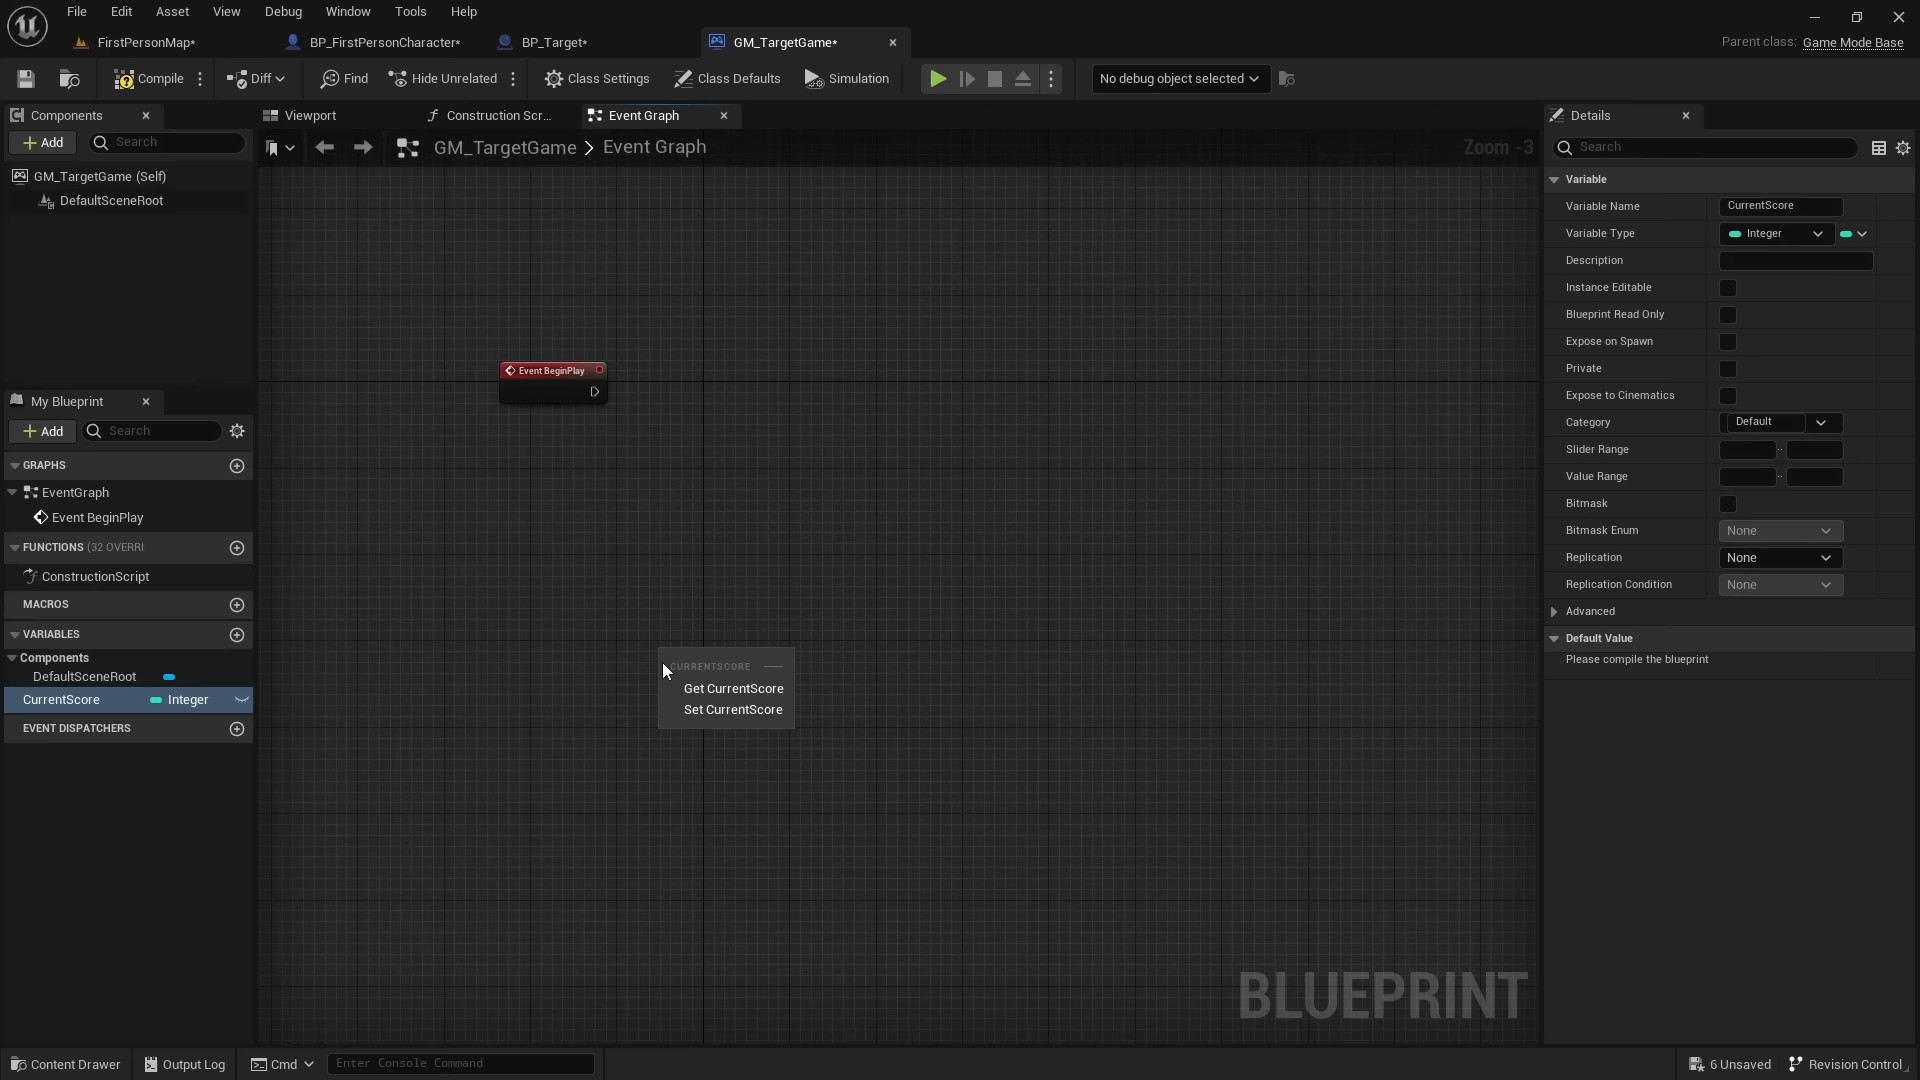 File Edit Asset View Debug Window Tools Help
FirstPersonMap* BP_FirstPersonCharacter* BP_Target* GM_TargetGame*
Parent class: Game Mode Base
Compile Diff Find Hide Unrelated Class Settings Class Defaults Simulation No debug object selected
Components
Add Search
GM_TargetGame (Self)
DefaultSceneRoot
My Blueprint
Add Search
GRAPHS
EventGraph
Event BeginPlay
FUNCTIONS (32 OVERRI
ConstructionScript
MACROS
VARIABLES
Components
DefaultSceneRoot
CurrentScore Integer
EVENT DISPATCHERS
Viewport Construction Scr... Event Graph
GM_TargetGame > Event Graph
Zoom -3
Event BeginPlay
CURRENTSCORE
Get CurrentScore
Set CurrentScore
BLUEPRINT
Details
Search
Variable
Variable Name CurrentScore
Variable Type Integer
Description
Instance Editable
Blueprint Read Only
Expose on Spawn
Private
Expose to Cinematics
Category Default
Slider Range
Value Range
Bitmask
Bitmask Enum None
Replication None
Replication Condition None
Advanced
Default Value
Please compile the blueprint
Content Drawer Output Log Cmd Enter Console Command
6 Unsaved Revision Control